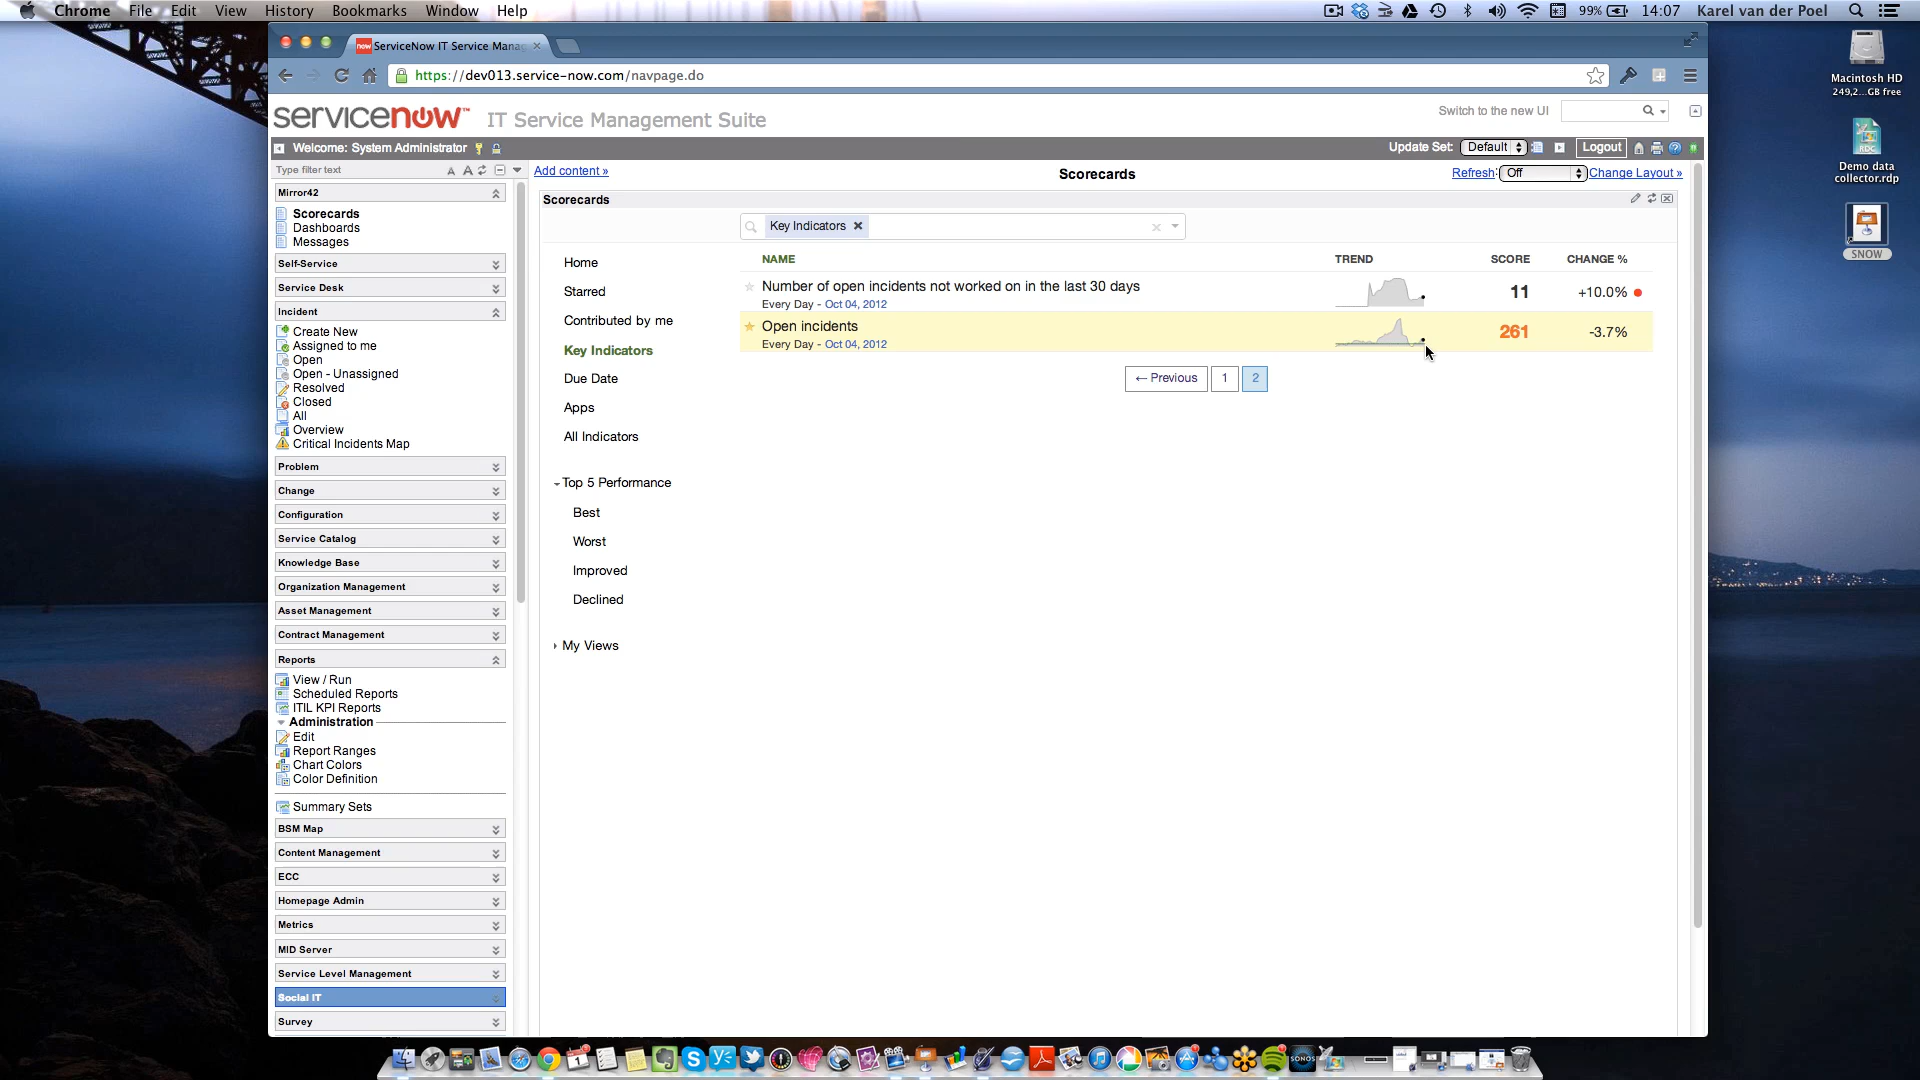 Chrome File Edit View History Bookmarks Window Help 99% 14:07 Karel van der Poel
ServiceNow IT Service Mana
https://dev013.service-now.com/navpage.do
servicenow™ IT Service Management Suite
Switch to the new UI
Welcome: System Administrator
Update Set: Default Logout
Type filter text A A
Add content »
Scorecards
Refresh: Off Change Layout »
Mirror42
Scorecards
Dashboards
Messages
Self-Service
Service Desk
Incident
Create New
Assigned to me
Open
Open - Unassigned
Resolved
Closed
All
Overview
Critical Incidents Map
Problem
Change
Configuration
Service Catalog
Knowledge Base
Organization Management
Asset Management
Contract Management
Reports
View / Run
Scheduled Reports
ITIL KPI Reports
Administration
Edit
Report Ranges
Chart Colors
Color Definition
Summary Sets
BSM Map
Content Management
ECC
Homepage Admin
Metrics
MID Server
Service Level Management
Social IT
Survey
Scorecards
Key Indicators
Home
Starred
Contributed by me
Key Indicators
Due Date
Apps
All Indicators
Top 5 Performance
Best
Worst
Improved
Declined
My Views
NAME TREND SCORE CHANGE %
Number of open incidents not worked on in the last 30 days 11 +10.0%
Every Day - Oct 04, 2012
Open incidents 261 -3.7%
Every Day - Oct 04, 2012
← Previous 1 2
Macintosh HD
249,2...GB free
Demo data
collector.rdp
SNOW
SONOS